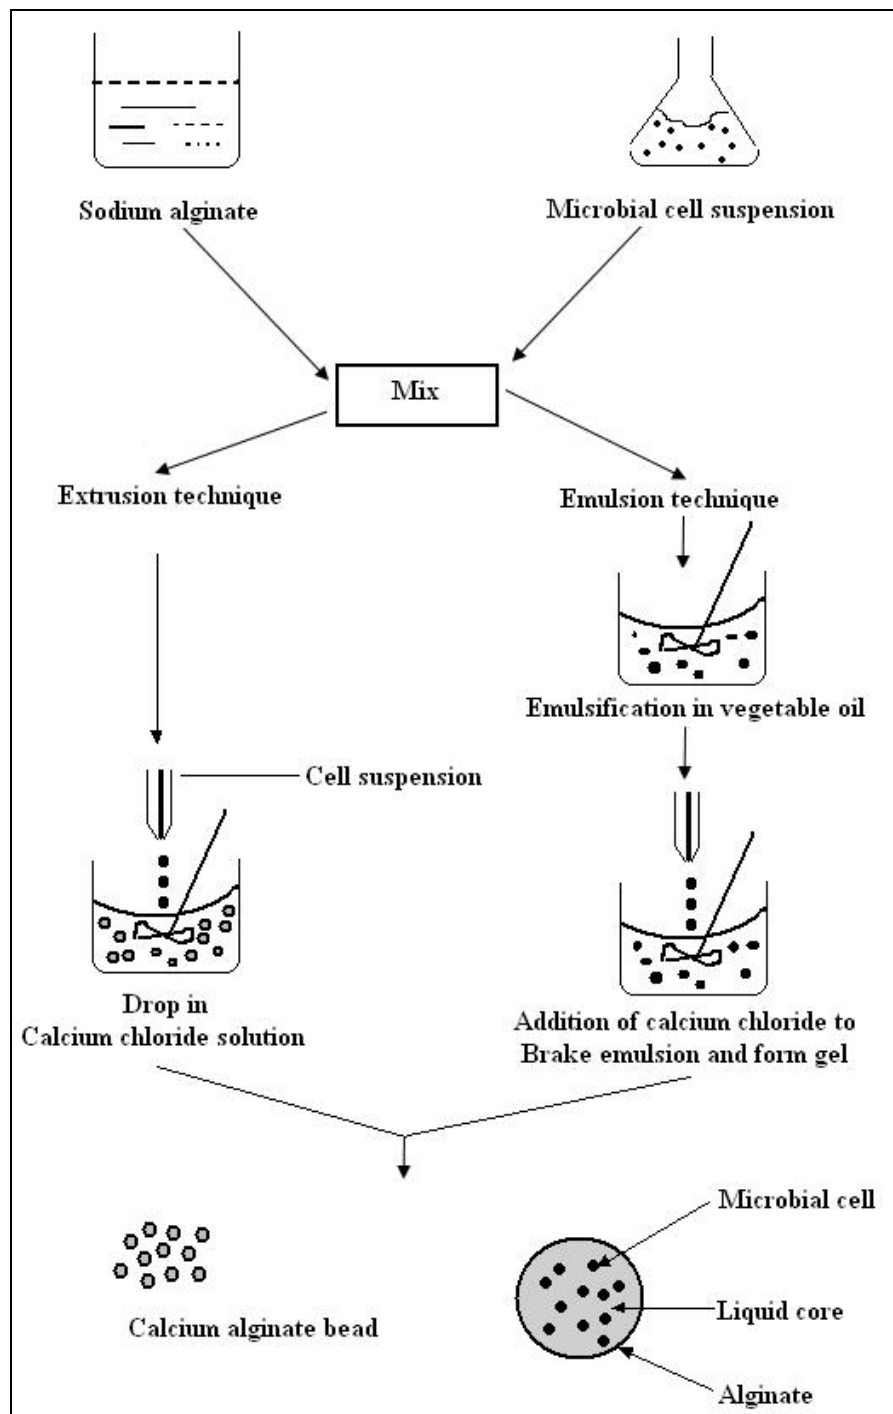 Sodium alginate
Microbial cell suspension
Mix
Extrusion technique
Emulsion technique
Emulsification in vegetable oil
Cell suspension
Drop in
Calcium chloride solution
Addition of calcium chloride to
Brake emulsion and form gel
Microbial cell
Liquid core
Calcium alginate bead
Alginate